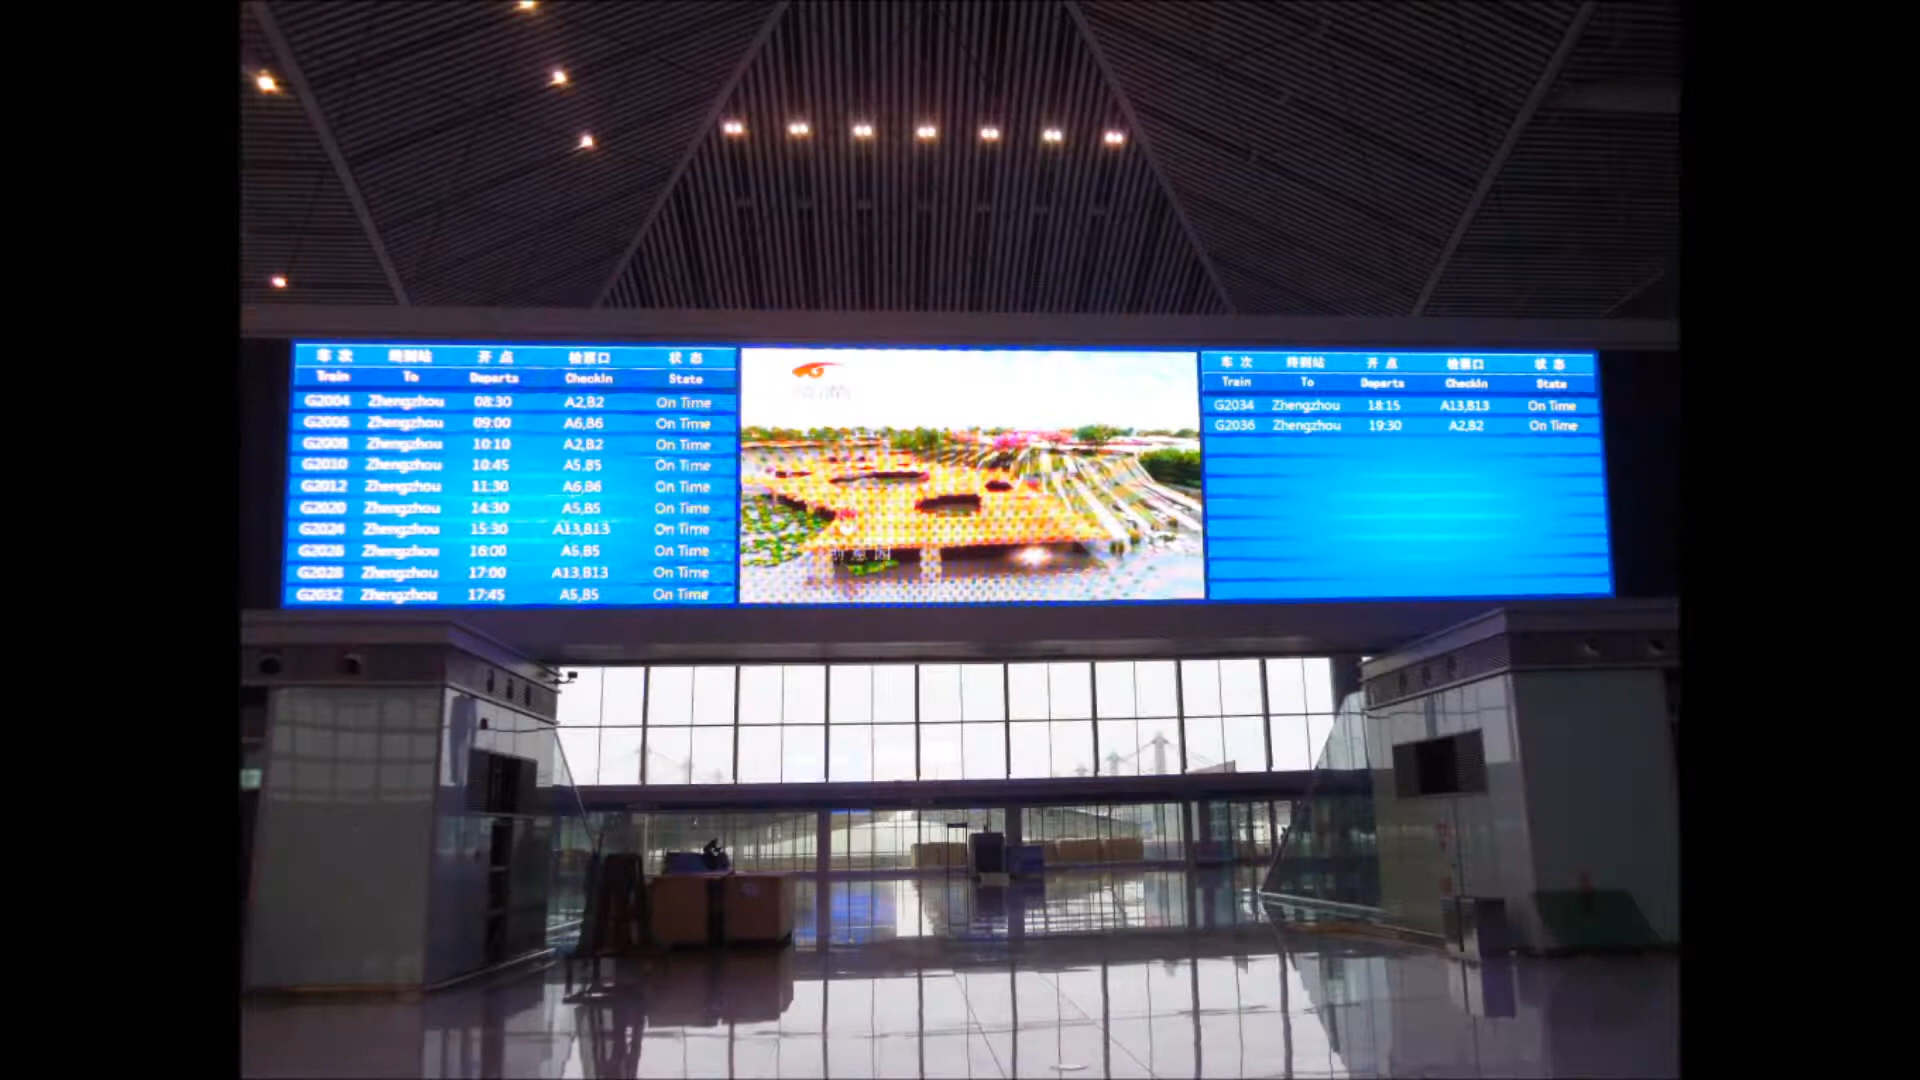 车次 终到站 开点 检票口 状态
Train To Departs CheckIn State
G2004 Zhengzhou 08:30 A2,B2 On Time
G2006 Zhengzhou 09:00 A6,B6 On Time
G2008 Zhengzhou 10:10 A2,B2 On Time
G2010 Zhengzhou 10:45 A5,B5 On Time
G2012 Zhengzhou 11:30 A6,B6 On Time
G2020 Zhengzhou 14:30 A5,B5 On Time
G2024 Zhengzhou 15:30 A13,B13 On Time
G2026 Zhengzhou 16:00 A5,B5 On Time
G2028 Zhengzhou 17:00 A13,B13 On Time
G2032 Zhengzhou 17:45 A5,B5 On Time
车次 终到站 开点 检票口 状态
Train To Departs CheckIn State
G2034 Zhengzhou 18:15 A13,B13 On Time
G2036 Zhengzhou 19:30 A2,B2 On Time